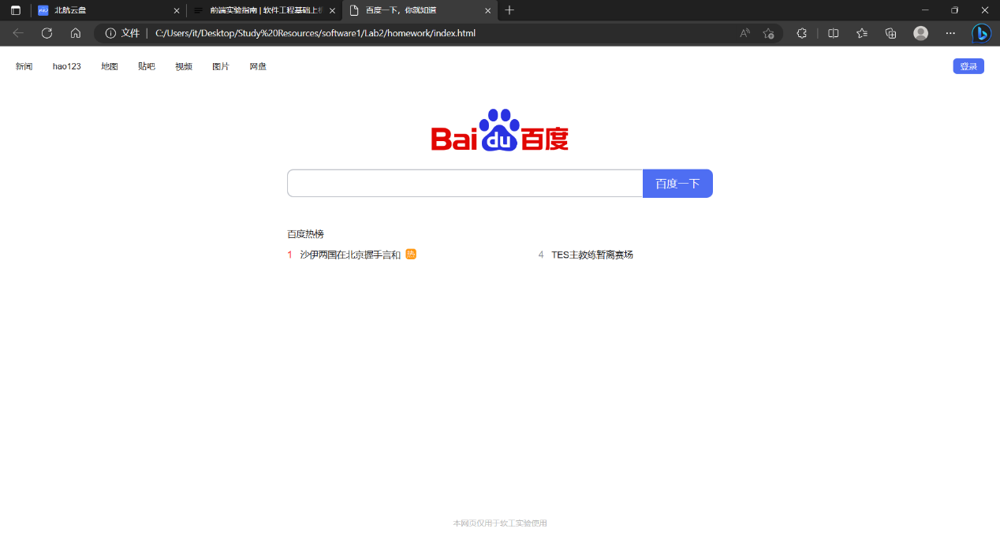 北航云盘
前端实验指南 | 软件工程基础上机
百度一下，你就知道
文件
C:/Users/it/Desktop/Study%20Resources/software1/Lab2/homework/index.html
新闻 hao123 地图 贴吧 视频 图片 网盘 登录
Bai du 百度
百度一下
百度热榜
1 沙伊两国在北京握手言和 热 4 TES主教练暂离赛场
本网页仅用于软工实验使用